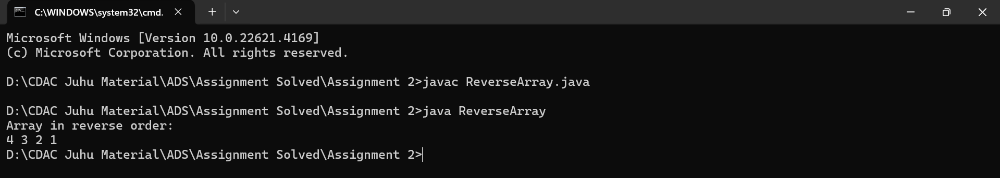 C:\WINDOWS\system32\cmd.
Microsoft Windows [Version 10.0.22621.4169]
(c) Microsoft Corporation. All rights reserved.
D:\CDAC Juhu Material\ADS\Assignment Solved\Assignment 2>javac ReverseArray.java
D:\CDAC Juhu Material\ADS\Assignment Solved\Assignment 2>java ReverseArray
Array in reverse order:
4 3 2 1
D:\CDAC Juhu Material\ADS\Assignment Solved\Assignment 2>